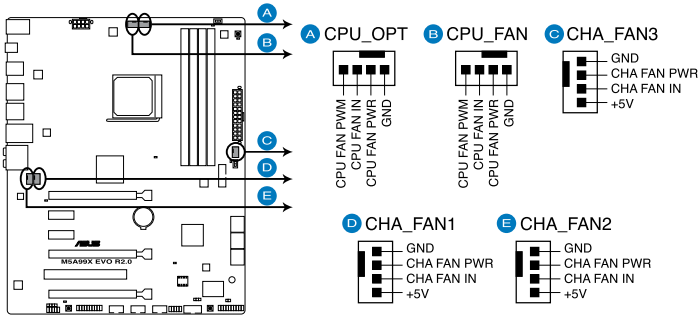 A
B
C
D
E
/SUS
M5A99X EVO R2.0
A CPU_OPT
CPU FAN PWM
CPU FAN IN
CPU FAN PWR
GND
B CPU_FAN
CPU FAN PWM
CPU FAN IN
CPU FAN PWR
GND
C CHA_FAN3
GND
CHA FAN PWR
CHA FAN IN
+5V
D CHA_FAN1
GND
CHA FAN PWR
CHA FAN IN
+5V
E CHA_FAN2
GND
CHA FAN PWR
CHA FAN IN
+5V